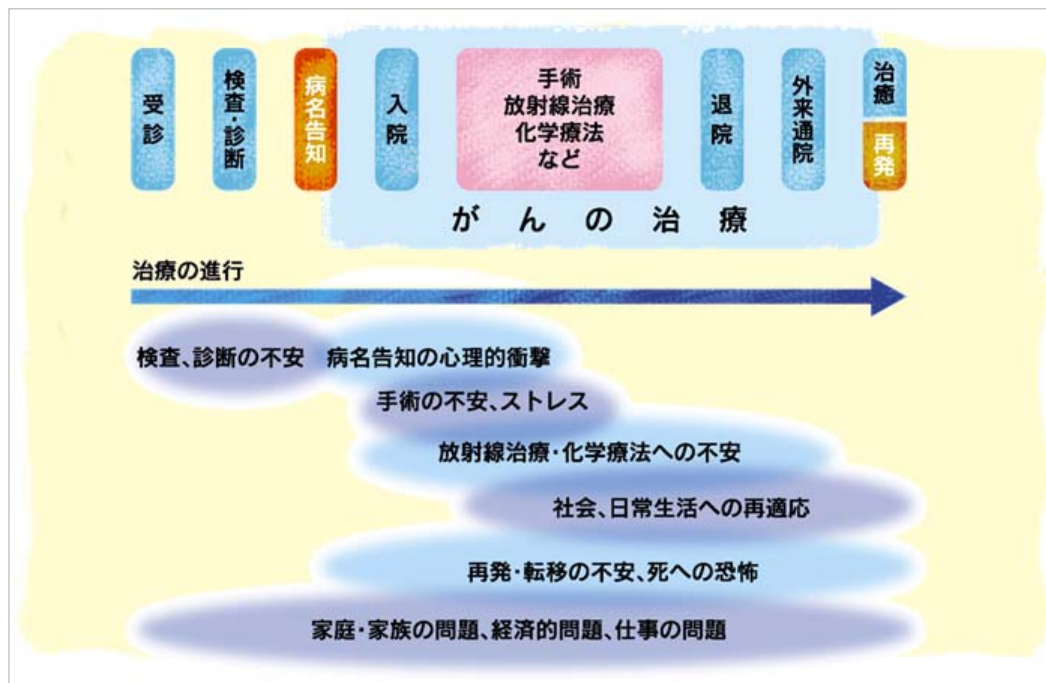 受診
検査・診断
病名告知
入院
手術
放射線治療
化学療法
など
退院
外来通院
治癒
再発
がんの治療
治療の進行
検査、診断の不安
病名告知の心理的衝撃
手術の不安、ストレス
放射線治療・化学療法への不安
社会、日常生活への再適応
再発・転移の不安、死への恐怖
家庭・家族の問題、経済的問題、仕事の問題